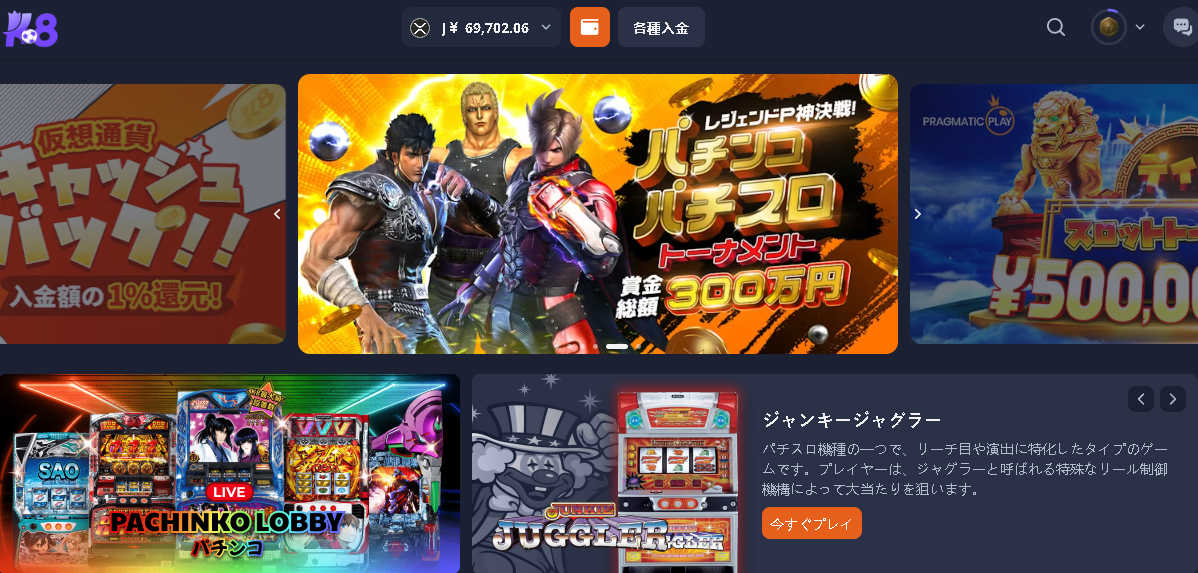 K8
J¥ 69,702.06
各種入金
仮想通貨
キャッシュ
バック!!
入金額の1%還元!
レジェンドP神決戦!
パチンコ
パチスロ
トーナメント
賞金
総額
300万円
PRAGMATIC PLAY
スロットト
¥500,0
SAO
LIVE
PACHINKO LOBBY
パチンコ
JUNKIE
JUGGLER
ジャンキージャグラー
パチスロ機種の一つで、リーチ目や演出に特化したタイプのゲー
ムです。プレイヤーは、ジャグラーと呼ばれる特殊なリール制御
機構によって大当たりを狙います。
今すぐプレイ